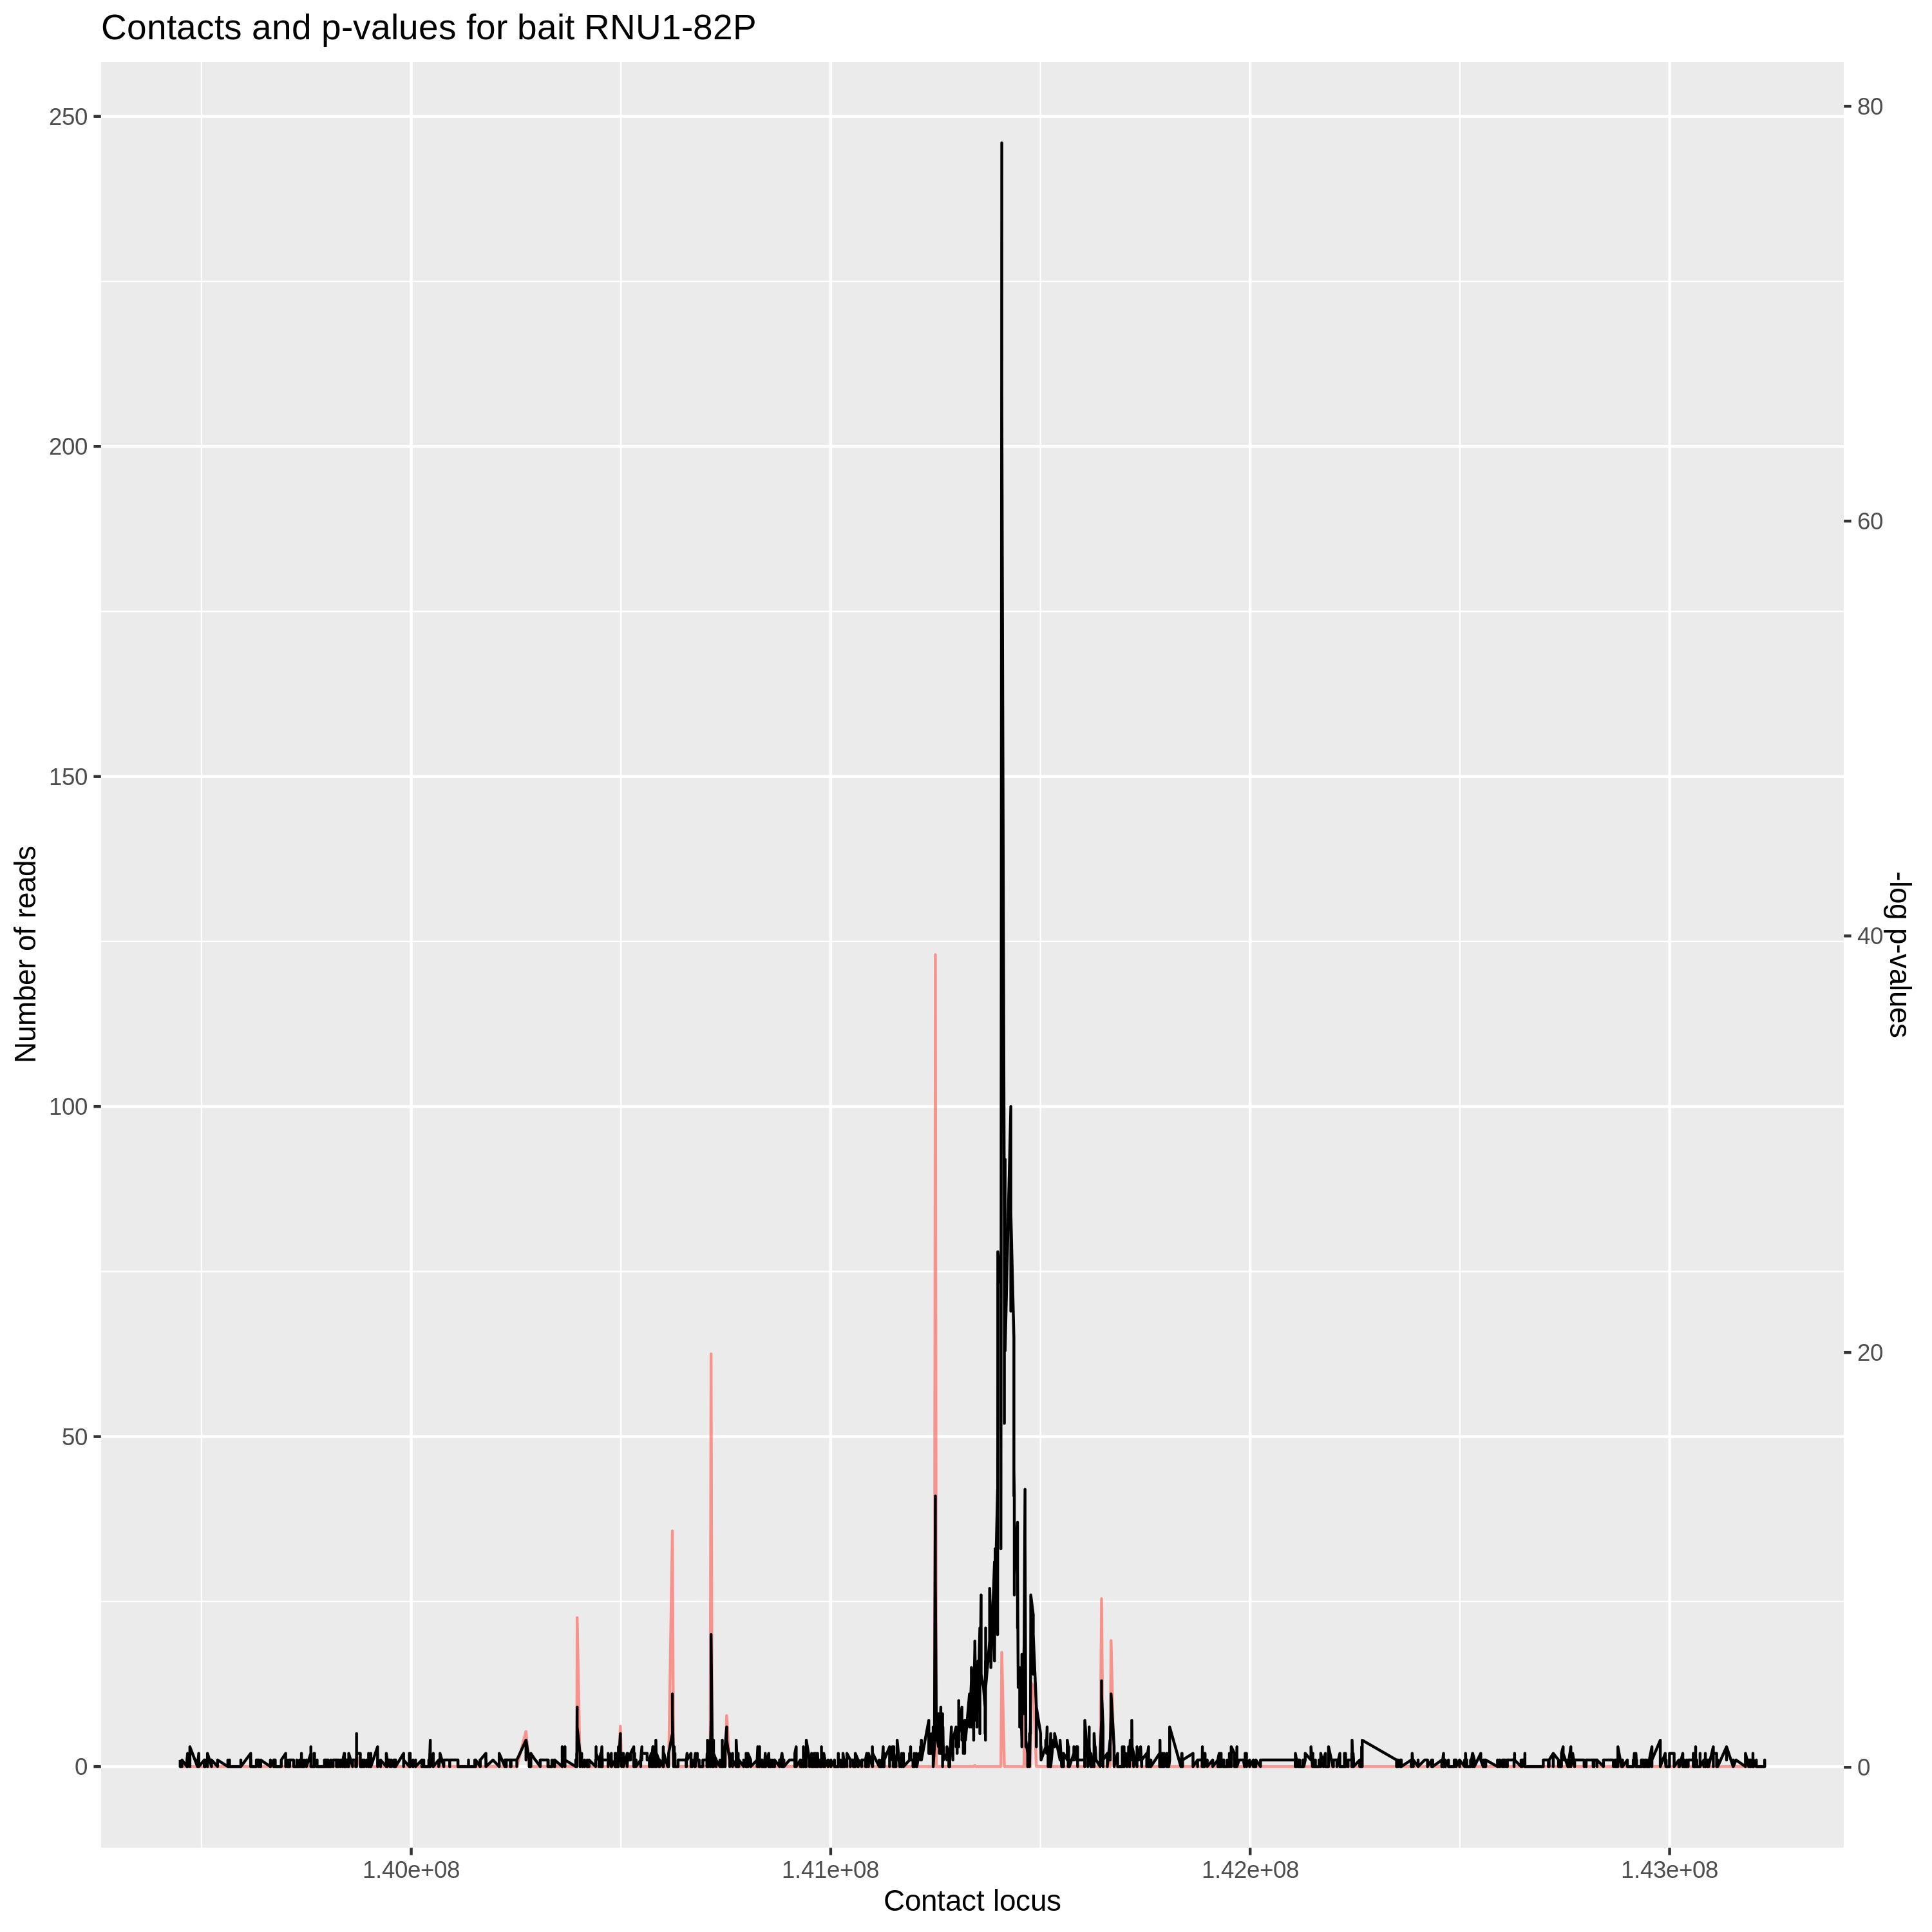 Contacts and p-values for bait RNU1-82P
250
200
150
100
50
0
80
60
40
20
0
Number of reads
-log p-values
1.40e+08
1.41e+08
1.42e+08
1.43e+08
Contact locus